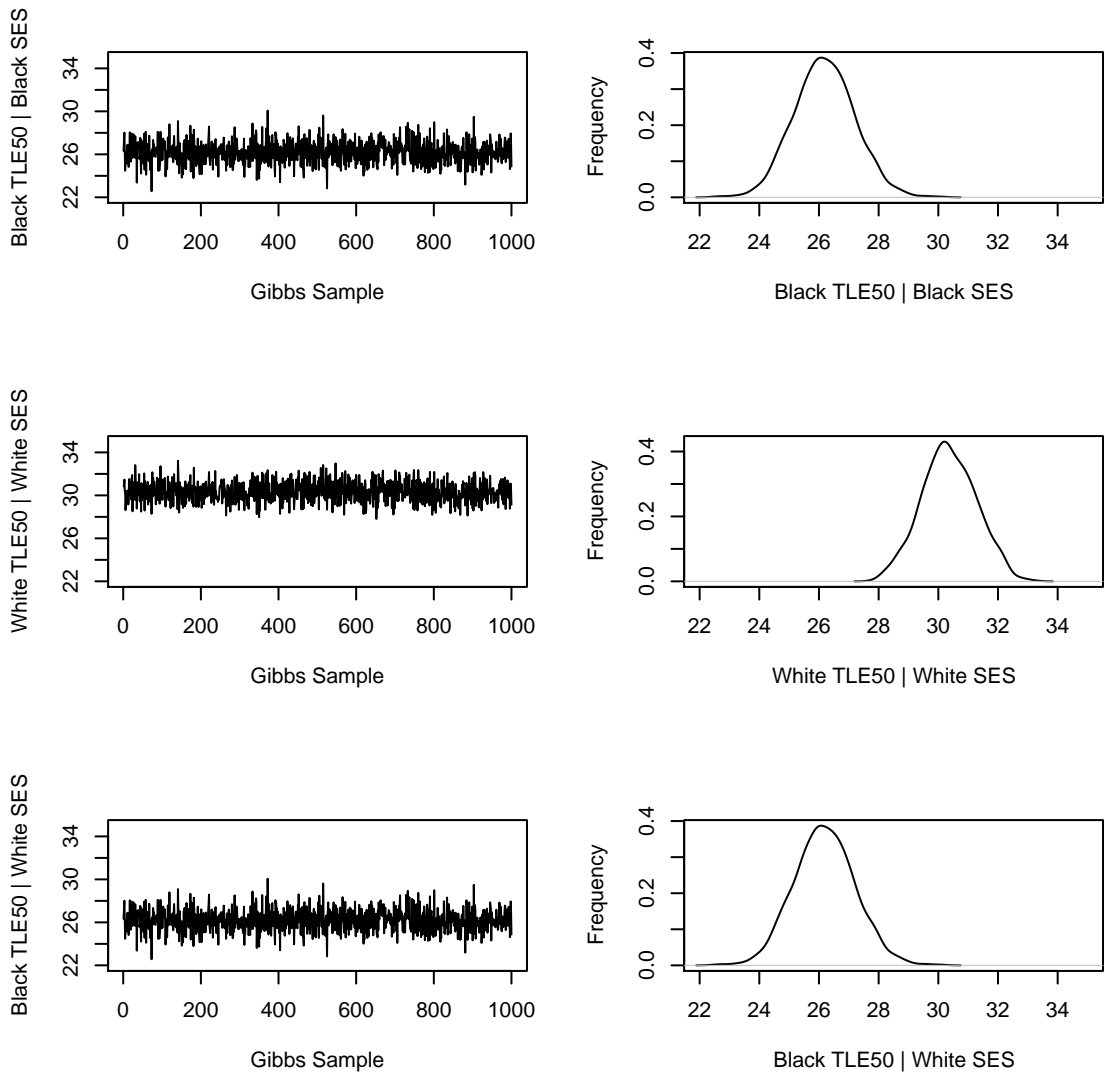 Black TLE50 | Black SES
34
30
26
22
0 200 400 600 800 1000
Gibbs Sample
Frequency
0.4
0.2
0.0
22 24 26 28 30 32 34
Black TLE50 | Black SES
White TLE50 | White SES
34
30
26
22
0 200 400 600 800 1000
Gibbs Sample
Frequency
0.4
0.2
0.0
22 24 26 28 30 32 34
White TLE50 | White SES
Black TLE50 | White SES
34
30
26
22
0 200 400 600 800 1000
Gibbs Sample
Frequency
0.4
0.2
0.0
22 24 26 28 30 32 34
Black TLE50 | White SES